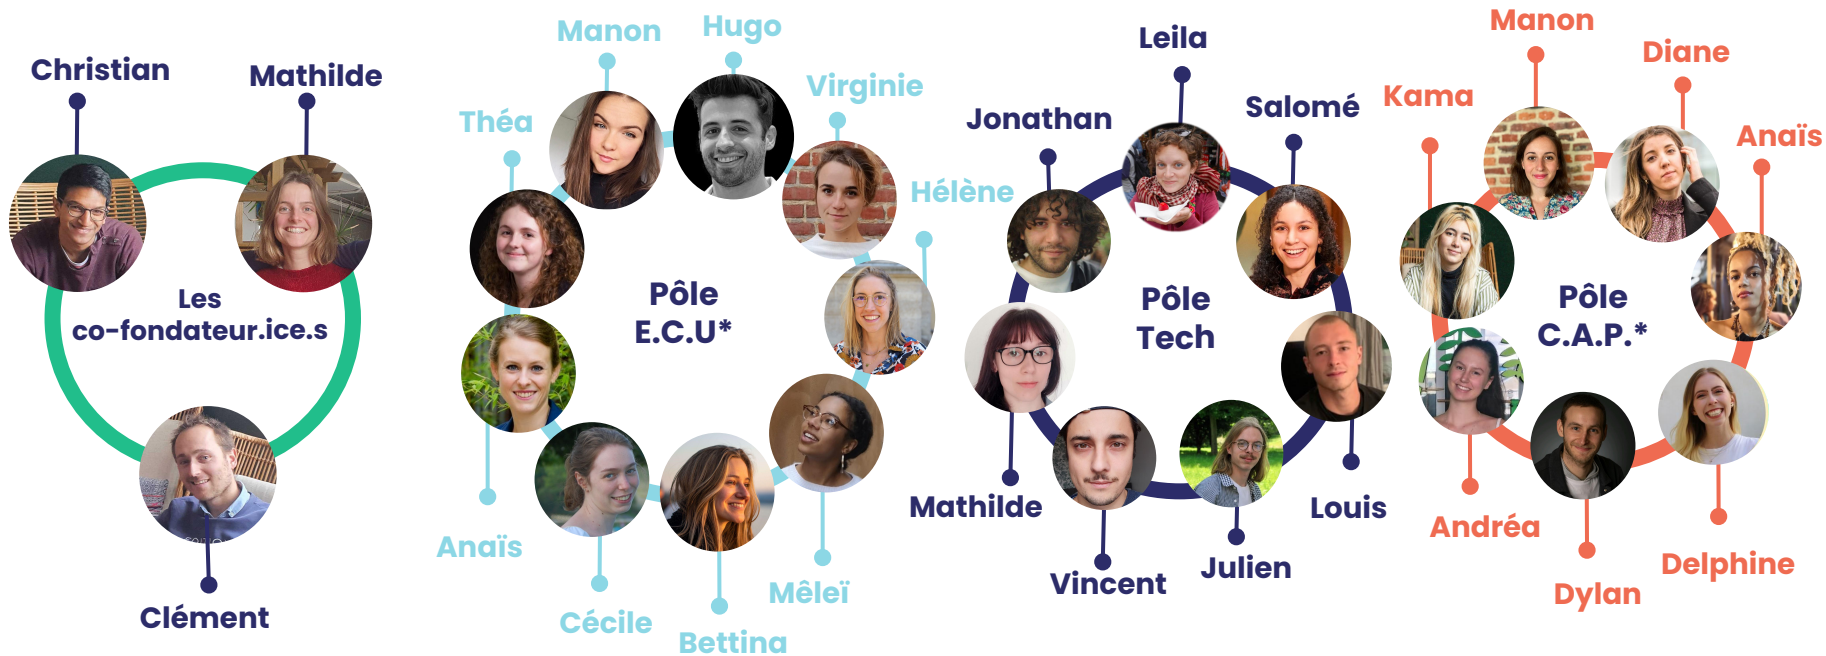 Christian
Mathilde
Les
co-fondateur.ice.s
Clément
Manon
Hugo
Virginie
Théa
Hélène
Pôle
E.C.U*
Anaïs
Mêleï
Cécile
Bettina
Leila
Jonathan
Salomé
Pôle
Tech
Mathilde
Louis
Vincent
Julien
Manon
Diane
Kama
Anaïs
Pôle
C.A.P.*
Andréa
Delphine
Dylan